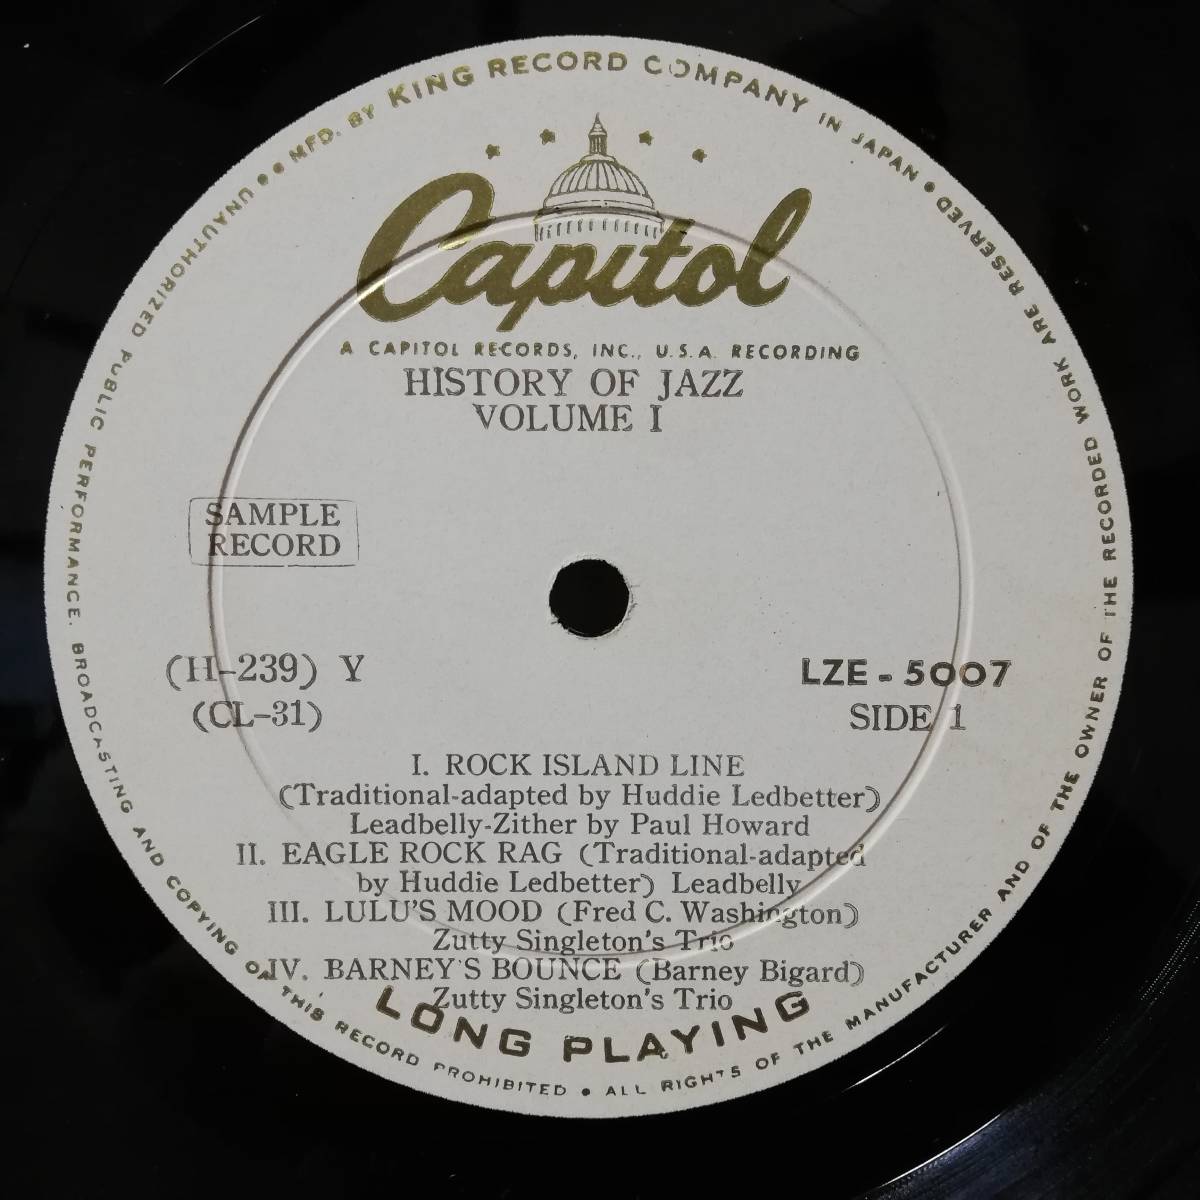 MFD. BY KING RECORD COMPANY IN JAPAN • ALL RIGHTS OF THE MANUFACTURER AND OF THE OWNER OF THE RECORDED WORK ARE RESERVED • UNAUTHORIZED PUBLIC PERFORMANCE. BROADCASTING AND COPYING OF THIS RECORD PROHIBITED •
Capitol
A CAPITOL RECORDS, INC., U.S.A. RECORDING
HISTORY OF JAZZ
VOLUME I
SAMPLE
RECORD
(H-239) Y
(CL-31)
LZE - 5007
SIDE 1
I. ROCK ISLAND LINE
(Traditional-adapted by Huddie Ledbetter)
Leadbelly-Zither by Paul Howard
II. EAGLE ROCK RAG (Traditional-adapted
by Huddie Ledbetter) Leadbelly
III. LULU'S MOOD (Fred C. Washington)
Zutty Singleton's Trio
IV. BARNEY'S BOUNCE (Barney Bigard)
Zutty Singleton's Trio
LONG PLAYING